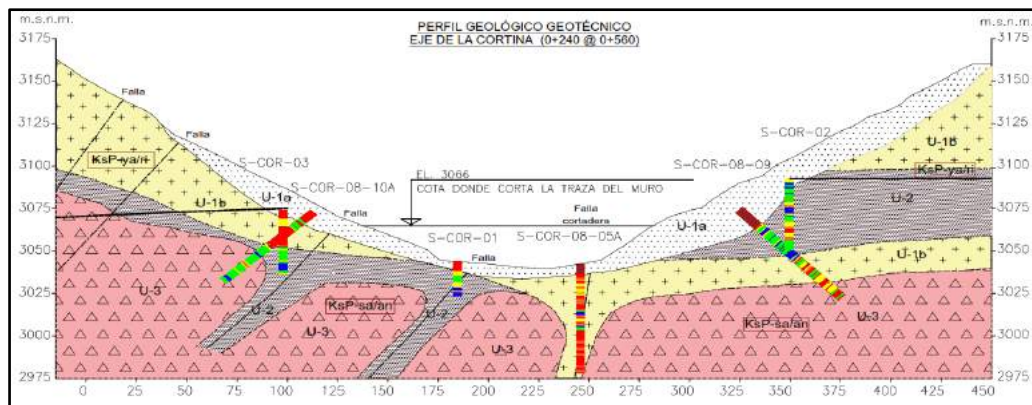 m.s.n.m.
PERFIL GEOLÓGICO GEOTÉCNICO
EJE DE LA CORTINA (0+240 @ 0+560)
m.s.n.m.
3175
3175
3150
Falla
3150
3125
Falla
S-COR-02
3125
S-COR-03
3100
KsP-ya/ri
EL. 3066
COTA DONDE CORTA LA TRAZA DEL MURO
S-COR-08-09
U-1b
KsP-ya/ri
3100
S-COR-08-10A
U-1b
U-1a
Falla
cortadera
U-1a
U-2
3075
3075
S-COR-01
S-COR-08-05A
3050
Falla
U-1b
3050
3025
U-3
U-2
KsP-sa/an
U-2
KsP-sa/an
U-3
3025
3000
U-3
U-3
3000
2975
2975
0 25 50 75 100 125 150 175 200 225 250 275 300 325 350 375 400 425 450